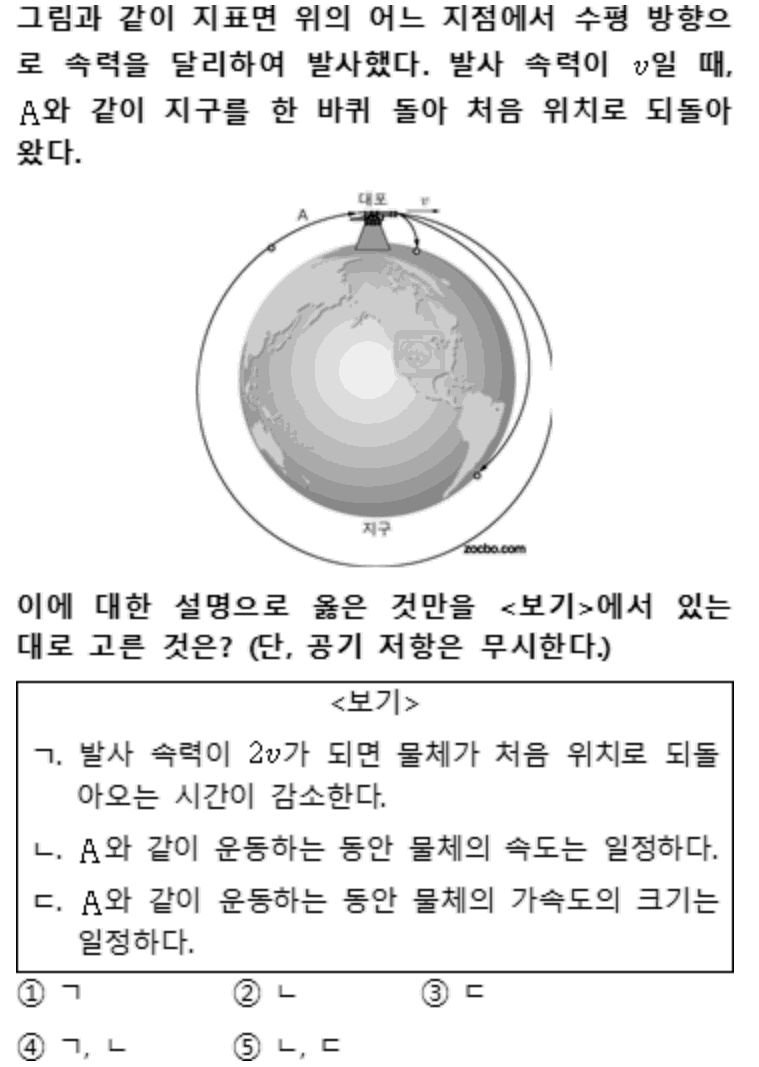 그림과 같이 지표면 위의 어느 지점에서 수평 방향으
로 속력을 달리하여 발사했다. 발사 속력이 v일 때,
A와 같이 지구를 한 바퀴 돌아 처음 위치로 되돌아
왔다.
대포
v
A
지구
zocbo.com
이에 대한 설명으로 옳은 것만을 <보기>에서 있는
대로 고른 것은? (단, 공기 저항은 무시한다.)
<보기>
ㄱ. 발사 속력이 2v가 되면 물체가 처음 위치로 되돌
아오는 시간이 감소한다.
ㄴ. A와 같이 운동하는 동안 물체의 속도는 일정하다.
ㄷ. A와 같이 운동하는 동안 물체의 가속도의 크기는
일정하다.
① ㄱ ② ㄴ ③ ㄷ
④ ㄱ, ㄴ ⑤ ㄴ, ㄷ